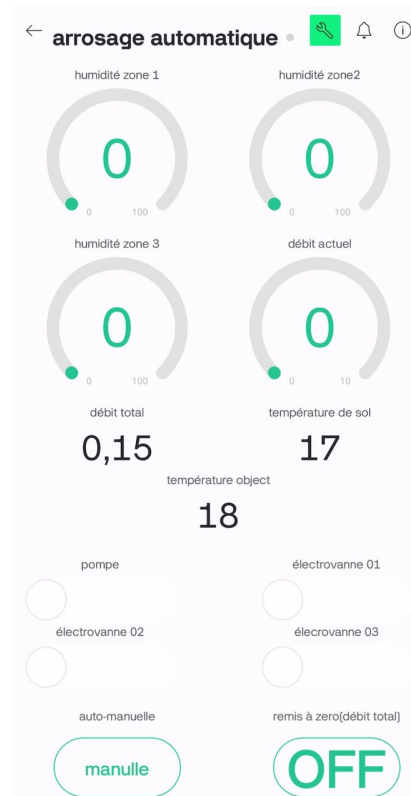 arrosage automatique
humidité zone 1
humidité zone2
0
0
0 100
0 100
humidité zone 3
débit actuel
0
0
0 100
0 10
débit total
température de sol
0,15
17
température object
18
pompe
électrovanne 01
électrovanne 02
élecrovanne 03
auto-manuelle
remis à zero(débit total)
manulle
OFF